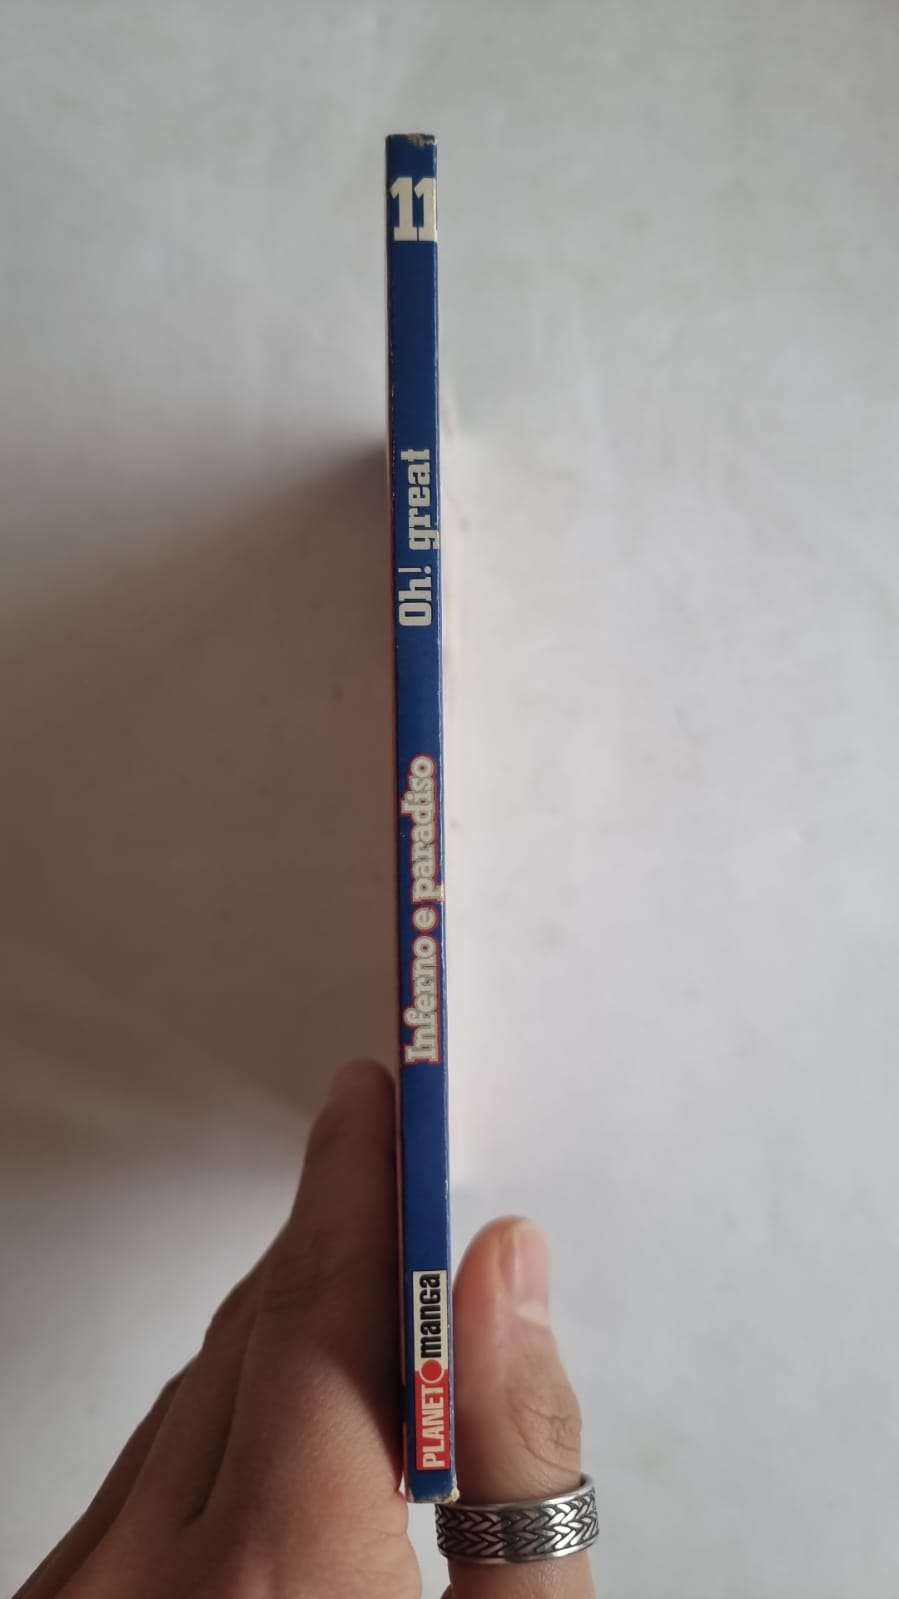 11
Oh! great
Inferno e paradiso
PLANET manga